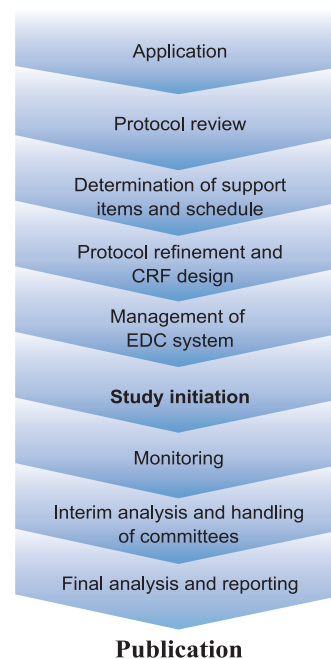 Application
Protocol review
Determination of support
items and schedule
Protocol refinement and
CRF design
Management of
EDC system
Study initiation
Monitoring
Interim analysis and handling
of committees
Final analysis and reporting
Publication